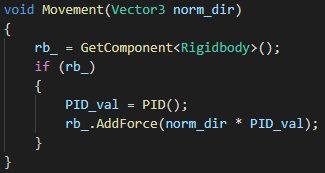 void Movement(Vector3 norm_dir)
{
rb_ = GetComponent<Rigidbody>();
if (rb_)
{
PID_val = PID();
rb_.AddForce(norm_dir * PID_val);
}
}